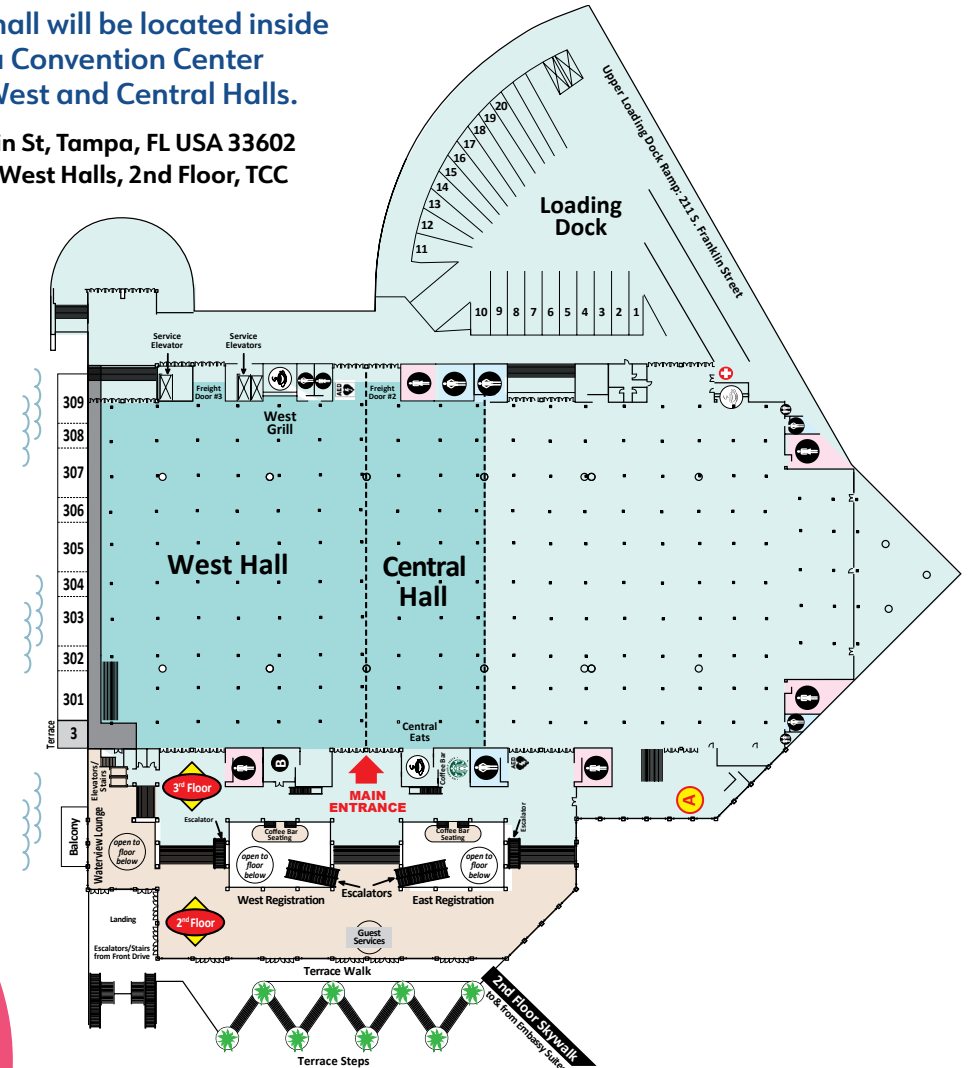 hall will be located inside
a Convention Center
West and Central Halls.
in St, Tampa, FL USA 33602
West Halls, 2nd Floor, TCC
Upper Loading Dock Ramp: 211 S. Franklin Street
Loading
Dock
20
19
18
17
16
15
14
13
12
11
10 9 8 7 6 5 4 3 2 1
Service
Elevator
Service
Elevators
Freight
Door #3
AED
Freight
Door #2
West
Grill
309
308
307
306
305
304
303
302
301
3
Terrace
West Hall
Central
Hall
Central
Eats
Elevators/
Stairs
3rd Floor
B
MAIN
ENTRANCE
Coffee Bar
AED
A
Balcony
Waterview Lounge
open to
floor
below
Escalator
Coffee Bar
Seating
open to
floor
below
Coffee Bar
Seating
open to
floor
below
Escalator
Escalators
West Registration
East Registration
2nd Floor
Guest
Services
Landing
Escalators/Stairs
from Front Drive
Terrace Walk
2nd Floor Skywalk
to & from Embassy Suites
Terrace Steps